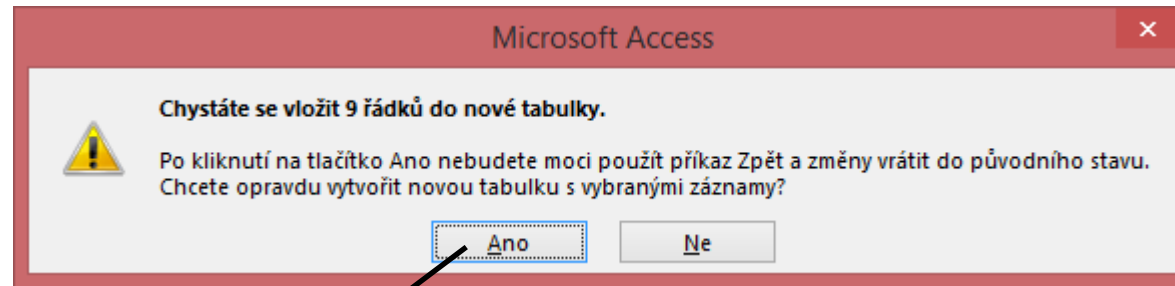 Microsoft Access
Chystáte se vložit 9 řádků do nové tabulky.
Po kliknutí na tlačítko Ano nebudete moci použít příkaz Zpět a změny vrátit do původního stavu.
Chcete opravdu vytvořit novou tabulku s vybranými záznamy?
Ano
Ne